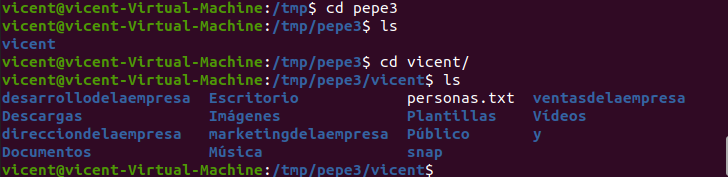 vicent@vicent-Virtual-Machine:/tmp$ cd pepe3
vicent@vicent-Virtual-Machine:/tmp/pepe3$ ls
vicent
vicent@vicent-Virtual-Machine:/tmp/pepe3$ cd vicent/
vicent@vicent-Virtual-Machine:/tmp/pepe3/vicent$ ls
desarrollodelaempresa Escritorio personas.txt ventasdelaempresa
Descargas Imágenes Plantillas Vídeos
direcciondelaempresa marketingdelaempresa Público y
Documentos Música snap
vicent@vicent-Virtual-Machine:/tmp/pepe3/vicent$